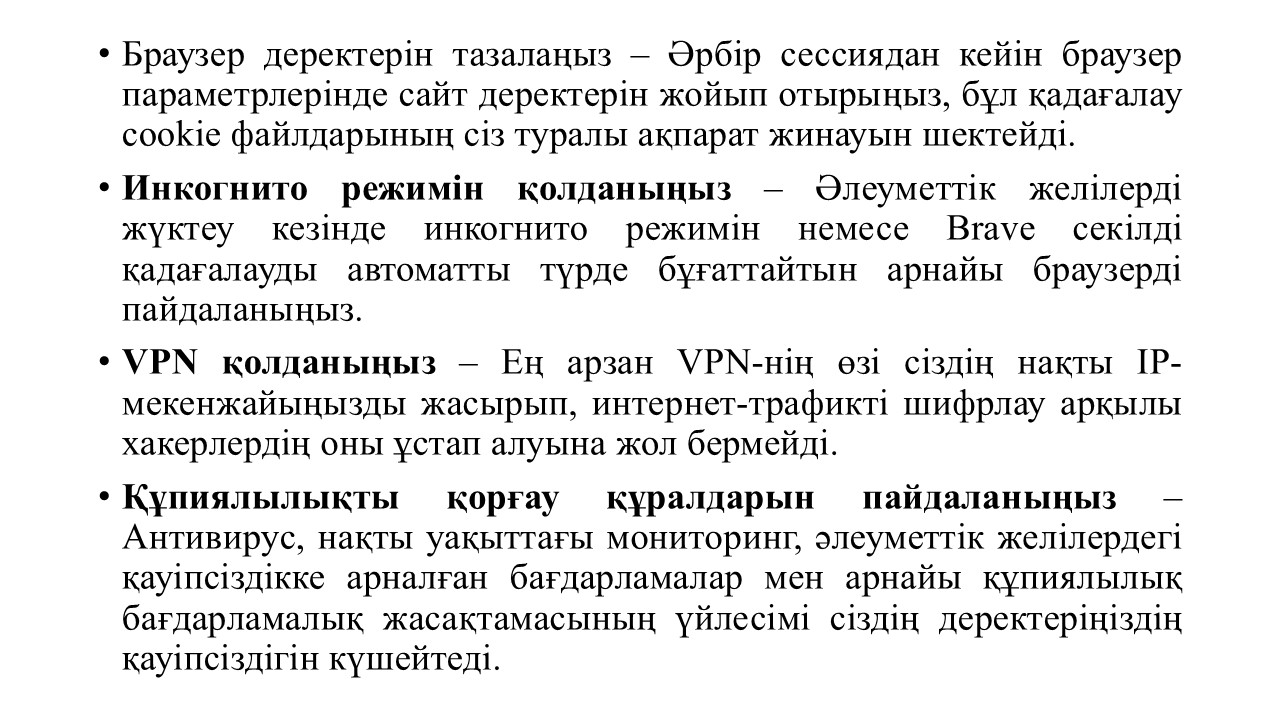 • Браузер деректерін тазалаңыз – Әрбір сессиядан кейін браузер
параметрлерінде сайт деректерін жойып отырыңыз, бұл қадағалау
cookie файлдарының сіз туралы ақпарат жинауын шектейді.
• Инкогнито режимін қолданыңыз – Әлеуметтік желілерді
жүктеу кезінде инкогнито режимін немесе Brave секілді
қадағалауды автоматты түрде бұғаттайтын арнайы браузерді
пайдаланыңыз.
• VPN қолданыңыз – Ең арзан VPN-нің өзі сіздің нақты IP-
мекенжайыңызды жасырып, интернет-трафикті шифрлау арқылы
хакерлердің оны ұстап алуына жол бермейді.
• Құпиялылықты қорғау құралдарын пайдаланыңыз –
Антивирус, нақты уақыттағы мониторинг, әлеуметтік желілердегі
қауіпсіздікке арналған бағдарламалар мен арнайы құпиялылық
бағдарламалық жасақтамасының үйлесімі сіздің деректеріңіздің
қауіпсіздігін күшейтеді.